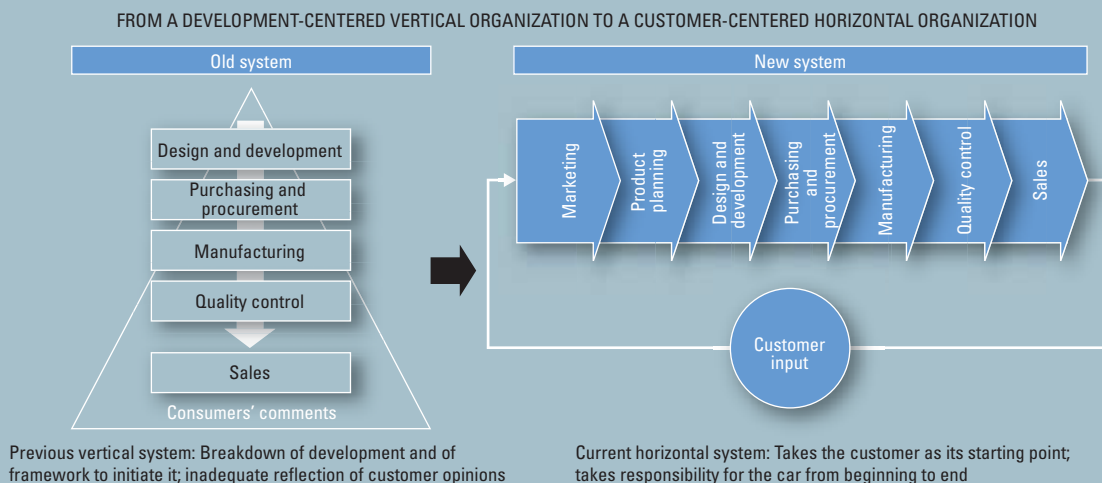 FROM A DEVELOPMENT-CENTERED VERTICAL ORGANIZATION TO A CUSTOMER-CENTERED HORIZONTAL ORGANIZATION
Old system
Design and development
Purchasing and
procurement
Manufacturing
Quality control
Sales
Consumers’ comments
Previous vertical system: Breakdown of development and of
framework to initiate it; inadequate reflection of customer opinions
New system
Marketing
Product
planning
Design and
development
Purchasing
and
procurement
Manufacturing
Quality control
Sales
Customer
input
Current horizontal system: Takes the customer as its starting point;
takes responsibility for the car from beginning to end